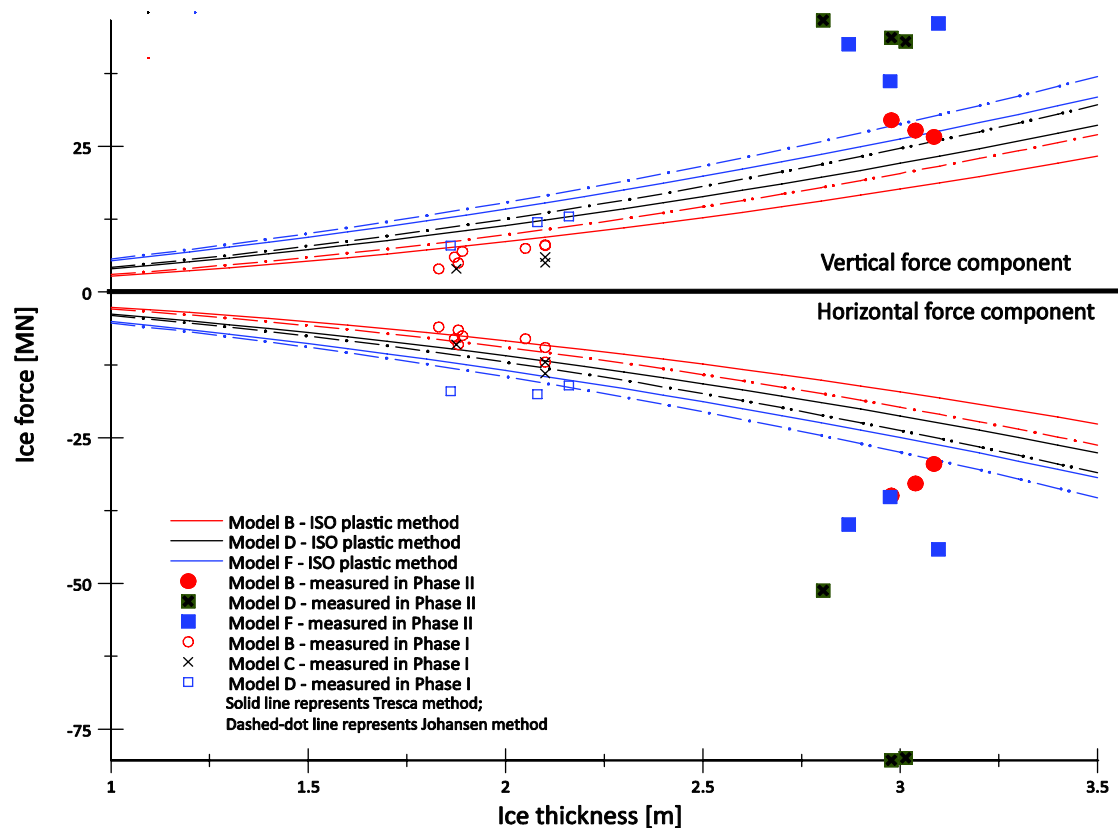 25
0
-25
-50
-75
Ice force [MN]
Vertical force component
Horizontal force component
Model B - ISO plastic method
Model D - ISO plastic method
Model F - ISO plastic method
Model B - measured in Phase II
Model D - measured in Phase II
Model F - measured in Phase II
Model B - measured in Phase I
Model C - measured in Phase I
Model D - measured in Phase I
Solid line represents Tresca method;
Dashed-dot line represents Johansen method
1 1.5 2 2.5 3 3.5
Ice thickness [m]